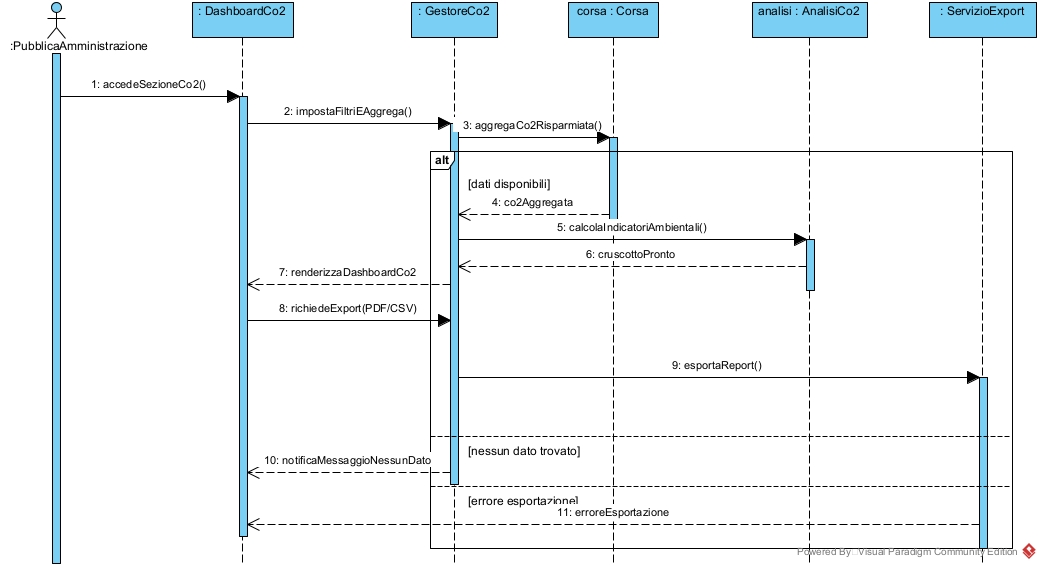 : DashboardCo2
: GestoreCo2
corsa : Corsa
analisi : AnalisiCo2
: ServizioExport
:PubblicaAmministrazione
1: accedeSezioneCo2()
2: impostaFiltriEAggrega()
3: aggregaCo2Risparmiata()
alt
[dati disponibili]
4: co2Aggregata
5: calcolaIndicatoriAmbientali()
6: cruscottoPronto
7: renderizzaDashboardCo2
8: richiedeExport(PDF/CSV)
9: esportaReport()
[nessun dato trovato]
10: notificaMessaggioNessunDato
[errore esportazione]
11: erroreEsportazione
Powered By: Visual Paradigm Community Edition